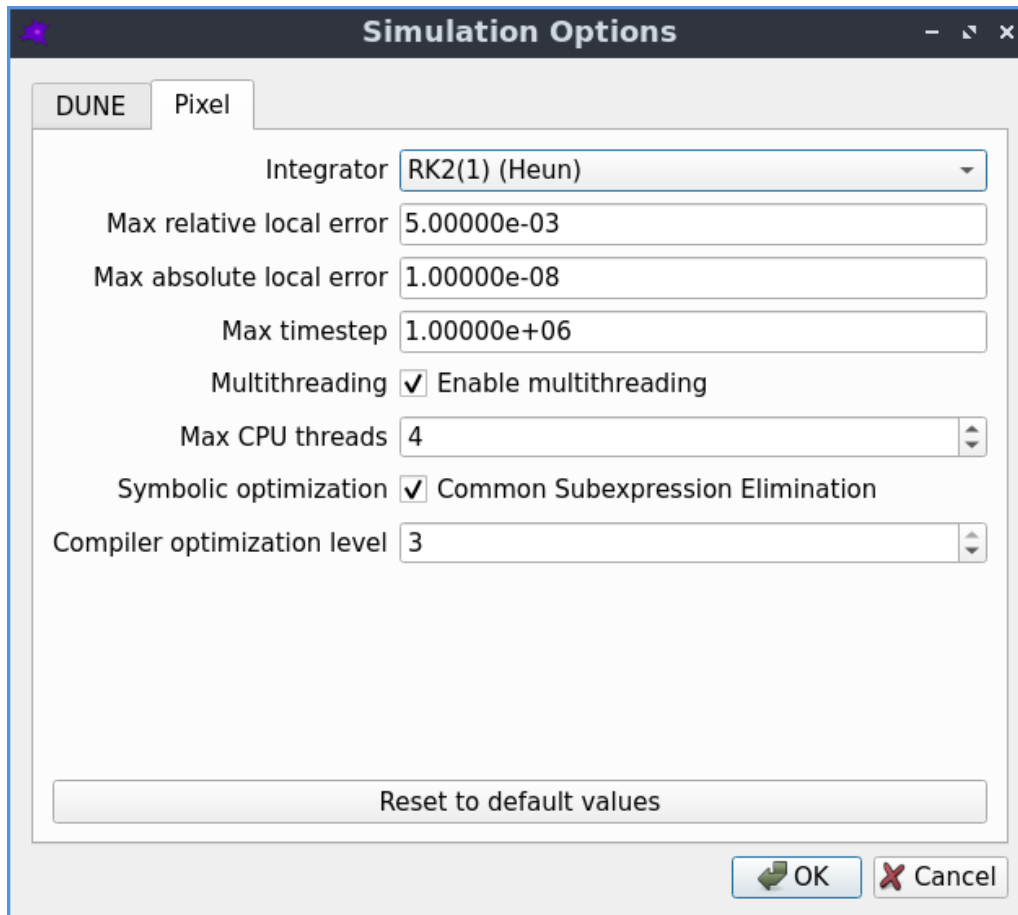 Simulation Options
DUNE Pixel
Integrator RK2(1) (Heun)
Max relative local error 5.00000e-03
Max absolute local error 1.00000e-08
Max timestep 1.00000e+06
Multithreading Enable multithreading
Max CPU threads 4
Symbolic optimization Common Subexpression Elimination
Compiler optimization level 3
Reset to default values
OK Cancel